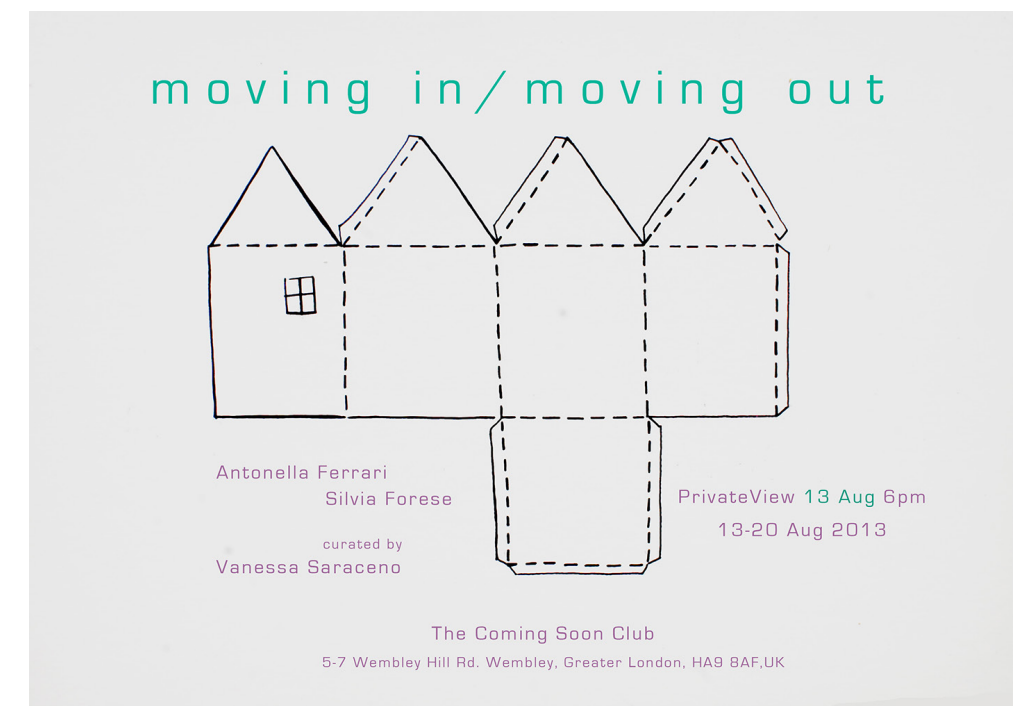 moving in/moving out
Antonella Ferrari
Silvia Forese
curated by
Vanessa Saraceno
PrivateView 13 Aug 6pm
13-20 Aug 2013
The Coming Soon Club
5-7 Wembley Hill Rd. Wembley, Greater London, HA9 8AF,UK